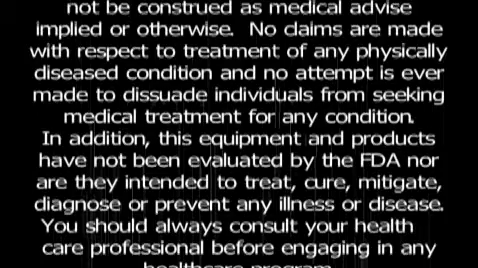 not be construed as medical advise
implied or otherwise. No claims are made
with respect to treatment of any physically
diseased condition and no attempt is ever
made to dissuade individuals from seeking
medical treatment for any condition.
In addition, this equipment and products
have not been evaluated by the FDA nor
are they intended to treat, cure, mitigate,
diagnose or prevent any illness or disease.
You should always consult your health
care professional before engaging in any
healthcare program